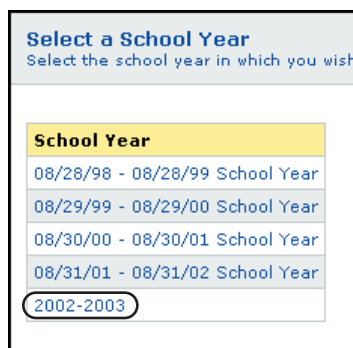 Select a School Year
Select the school year in which you wish
School Year
08/28/98 - 08/28/99 School Year
08/29/99 - 08/29/00 School Year
08/30/00 - 08/30/01 School Year
08/31/01 - 08/31/02 School Year
2002-2003